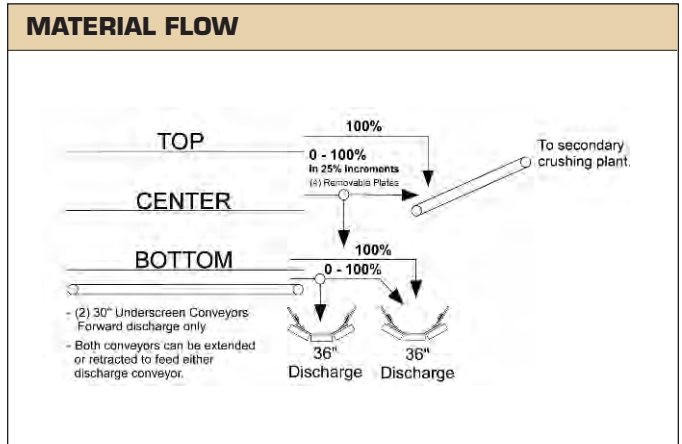 MATERIAL FLOW
TOP
100%
To secondary
crushing plant.
0 - 100%
In 25% Increments
(4) Removable Plates
CENTER
BOTTOM
100%
0 - 100%
- (2) 30" Underscreen Conveyors
Forward discharge only
- Both conveyors can be extended
or retracted to feed either
discharge conveyor.
36"
Discharge
36"
Discharge